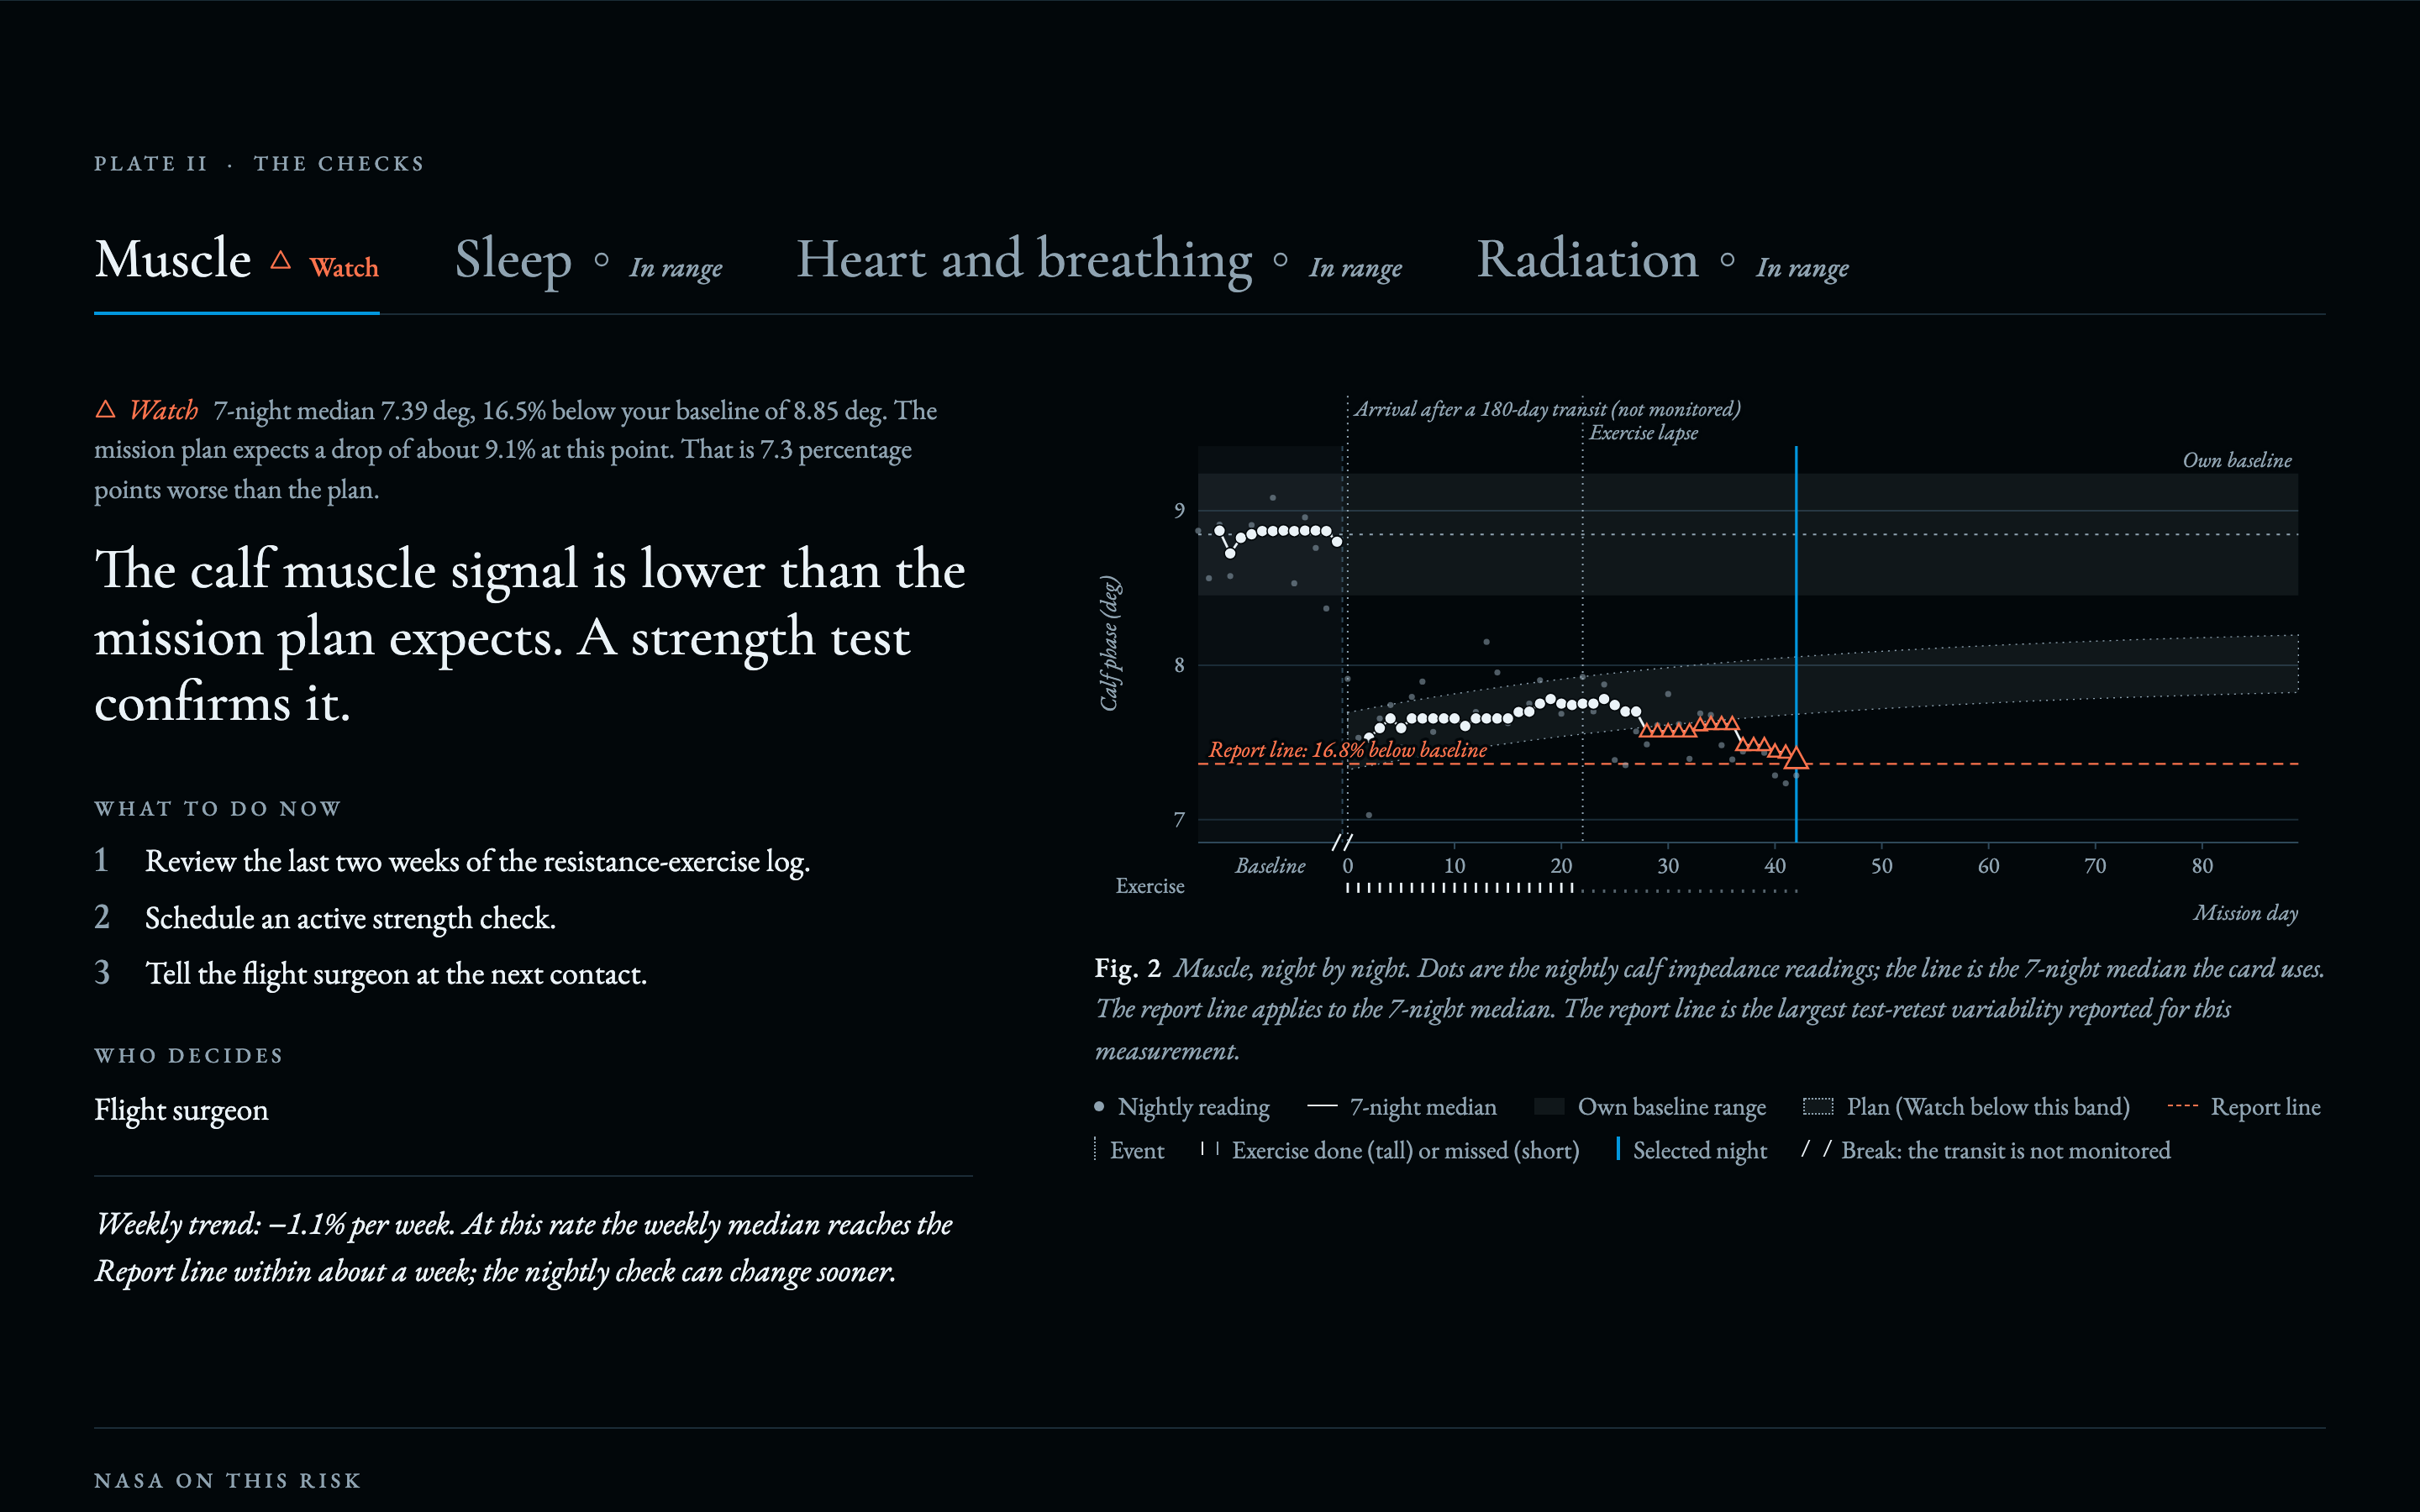 PLATE II · THE CHECKS
Muscle △ Watch
Sleep ○ In range
Heart and breathing ○ In range
Radiation ○ In range
△ Watch 7-night median 7.39 deg, 16.5% below your baseline of 8.85 deg. The
mission plan expects a drop of about 9.1% at this point. That is 7.3 percentage
points worse than the plan.
The calf muscle signal is lower than the
mission plan expects. A strength test
confirms it.
WHAT TO DO NOW
1 Review the last two weeks of the resistance-exercise log.
2 Schedule an active strength check.
3 Tell the flight surgeon at the next contact.
WHO DECIDES
Flight surgeon
Weekly trend: −1.1% per week. At this rate the weekly median reaches the
Report line within about a week; the nightly check can change sooner.
Arrival after a 180-day transit (not monitored)
Exercise lapse
Own baseline
9
8
7
Calf phase (deg)
Report line: 16.8% below baseline
Baseline 0 10 20 30 40 50 60 70 80
Exercise
Mission day
Fig. 2 Muscle, night by night. Dots are the nightly calf impedance readings; the line is the 7-night median the card uses.
The report line applies to the 7-night median. The report line is the largest test-retest variability reported for this
measurement.
Nightly reading 7-night median Own baseline range Plan (Watch below this band) Report line
Event Exercise done (tall) or missed (short) Selected night Break: the transit is not monitored
NASA ON THIS RISK